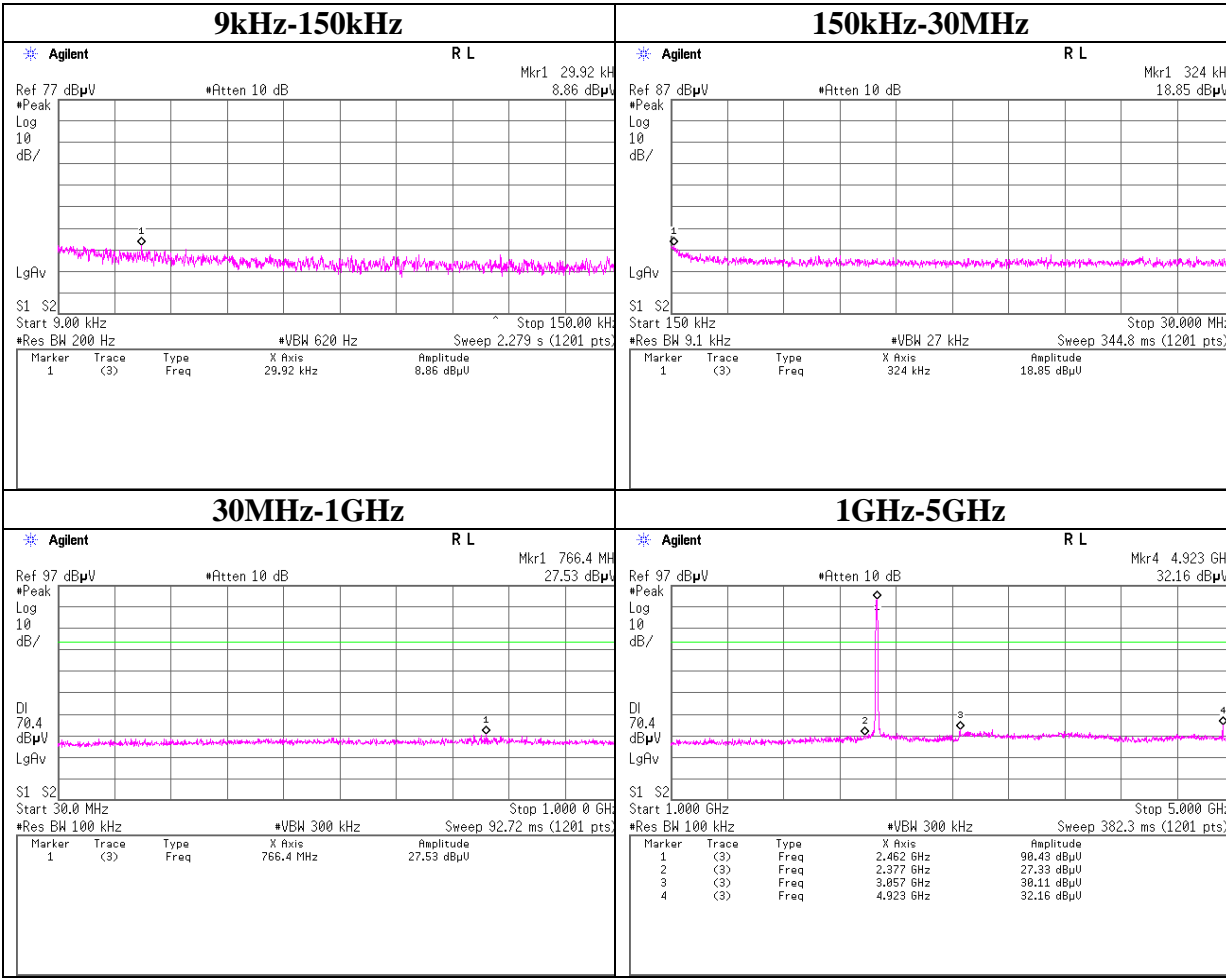 9kHz-150kHz
Agilent R L
Mkr1 29.92 kH
Ref 77 dBµV #Atten 10 dB 8.86 dBµV
#Peak
Log
10
dB/
1
LgAv
S1 S2
Start 9.00 kHz ^ Stop 150.00 kHz
#Res BW 200 Hz #VBW 620 Hz Sweep 2.279 s (1201 pts)
Marker Trace Type X Axis Amplitude
1 (3) Freq 29.92 kHz 8.86 dBµV
150kHz-30MHz
Agilent R L
Mkr1 324 kH
Ref 87 dBµV #Atten 10 dB 18.85 dBµV
#Peak
Log
10
dB/
1
LgAv
S1 S2
Start 150 kHz Stop 30.000 MHz
#Res BW 9.1 kHz #VBW 27 kHz Sweep 344.8 ms (1201 pts)
Marker Trace Type X Axis Amplitude
1 (3) Freq 324 kHz 18.85 dBµV
30MHz-1GHz
Agilent R L
Mkr1 766.4 MH
Ref 97 dBµV #Atten 10 dB 27.53 dBµV
#Peak
Log
10
dB/
DI
70.4
dBµV
1
LgAv
S1 S2
Start 30.0 MHz Stop 1.000 0 GHz
#Res BW 100 kHz #VBW 300 kHz Sweep 92.72 ms (1201 pts)
Marker Trace Type X Axis Amplitude
1 (3) Freq 766.4 MHz 27.53 dBµV
1GHz-5GHz
Agilent R L
Mkr4 4.923 GH
Ref 97 dBµV #Atten 10 dB 32.16 dBµV
#Peak
Log
10
dB/
1
DI
70.4
dBµV
2 3 4
LgAv
S1 S2
Start 1.000 GHz Stop 5.000 GHz
#Res BW 100 kHz #VBW 300 kHz Sweep 382.3 ms (1201 pts)
Marker Trace Type X Axis Amplitude
1 (3) Freq 2.462 GHz 90.43 dBµV
2 (3) Freq 2.377 GHz 27.33 dBµV
3 (3) Freq 3.057 GHz 30.11 dBµV
4 (3) Freq 4.923 GHz 32.16 dBµV